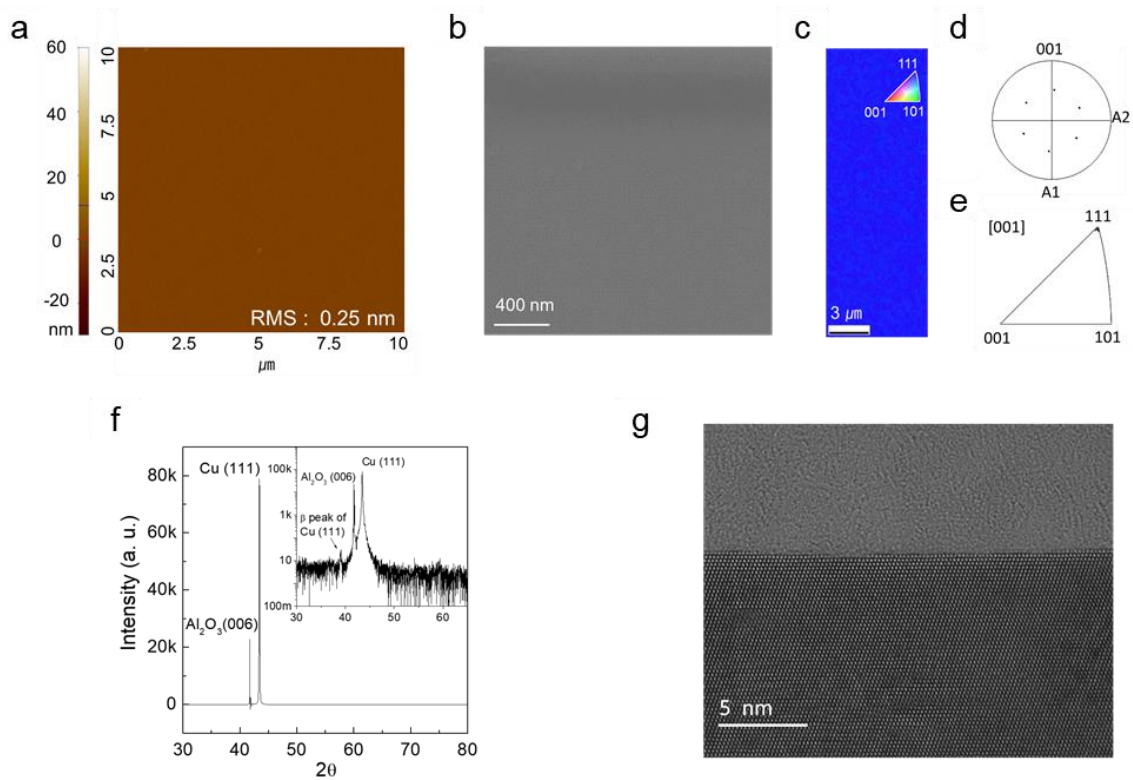 a
60
40
20
0
-20
nm
10
7.5
5
2.5
0
RMS : 0.25 nm
0 2.5 5 7.5 10
㎛
b
400 nm
c
111
001 101
3 ㎛
d
001
A2
A1
e
[001]
111
001 101
f
Intensity (a. u.)
80k
60k
40k
20k
0
Cu (111)
Al₂O₃(006)
30 40 50 60 70 80
2θ
100k
1k
10
100m
Cu (111)
Al₂O₃ (006)
β peak of
Cu (111)
30 40 50 60
g
5 nm